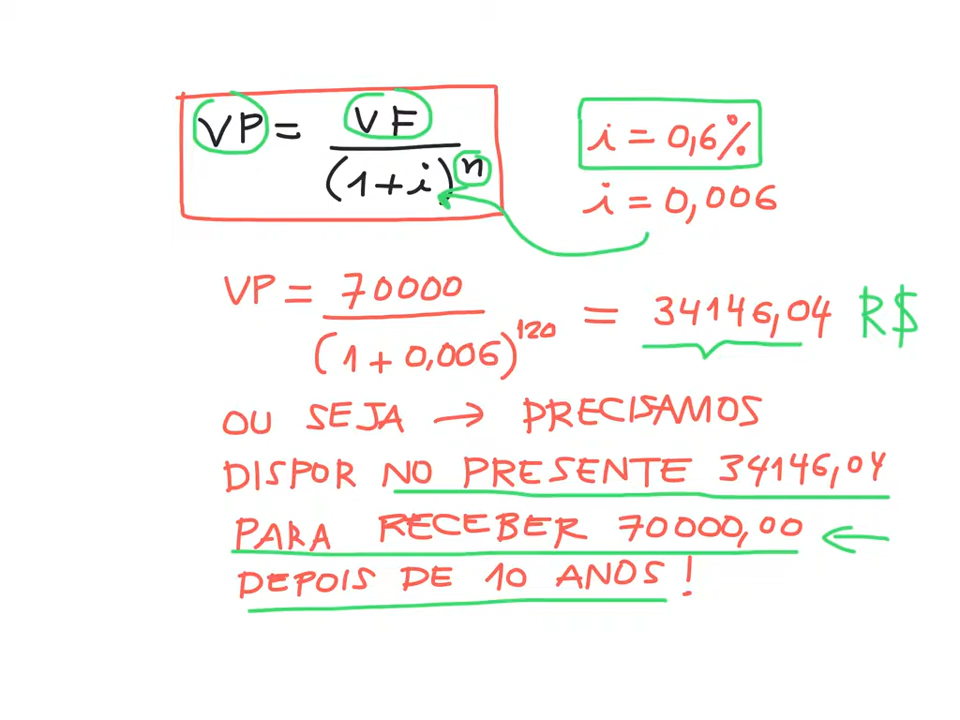 VP = VF / (1+i)^n
i = 0,6%
i = 0,006
VP = 70000 / (1 + 0,006)^120 = 34146,04 R$
OU SEJA → PRECISAMOS
DISPOR NO PRESENTE 34146,04
PARA RECEBER 70000,00 ←
DEPOIS DE 10 ANOS !